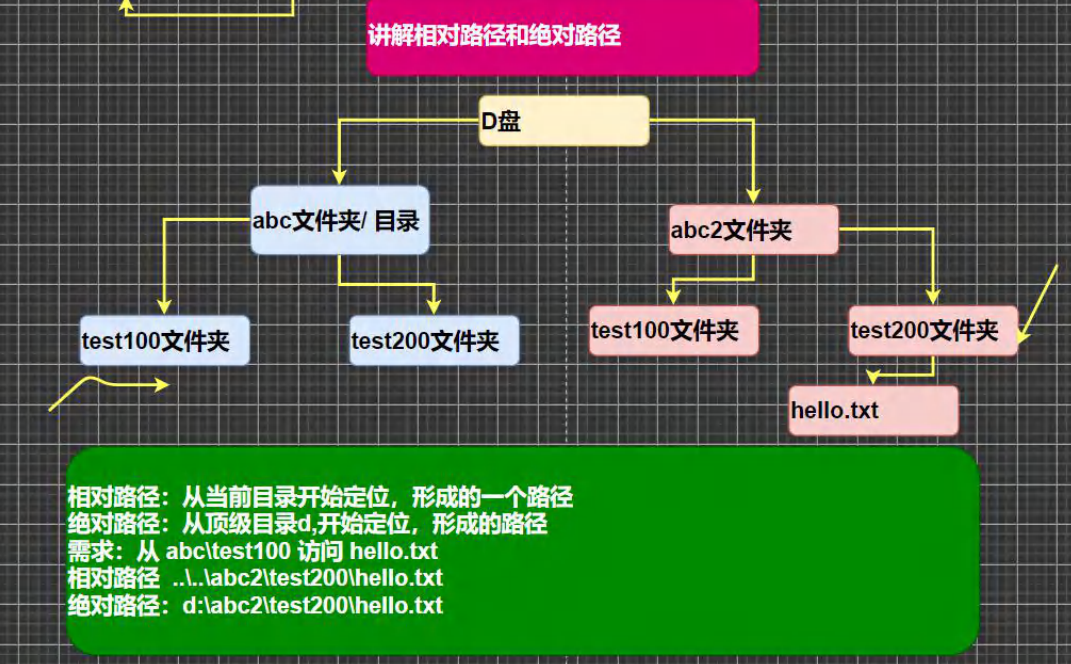 讲解相对路径和绝对路径
D盘
abc文件夹/ 目录
abc2文件夹
test100文件夹
test200文件夹
test100文件夹
test200文件夹
hello.txt
相对路径：从当前目录开始定位，形成的一个路径
绝对路径：从顶级目录d,开始定位，形成的路径
需求：从 abc\test100 访问 hello.txt
相对路径 ..\..\abc2\test200\hello.txt
绝对路径：d:\abc2\test200\hello.txt